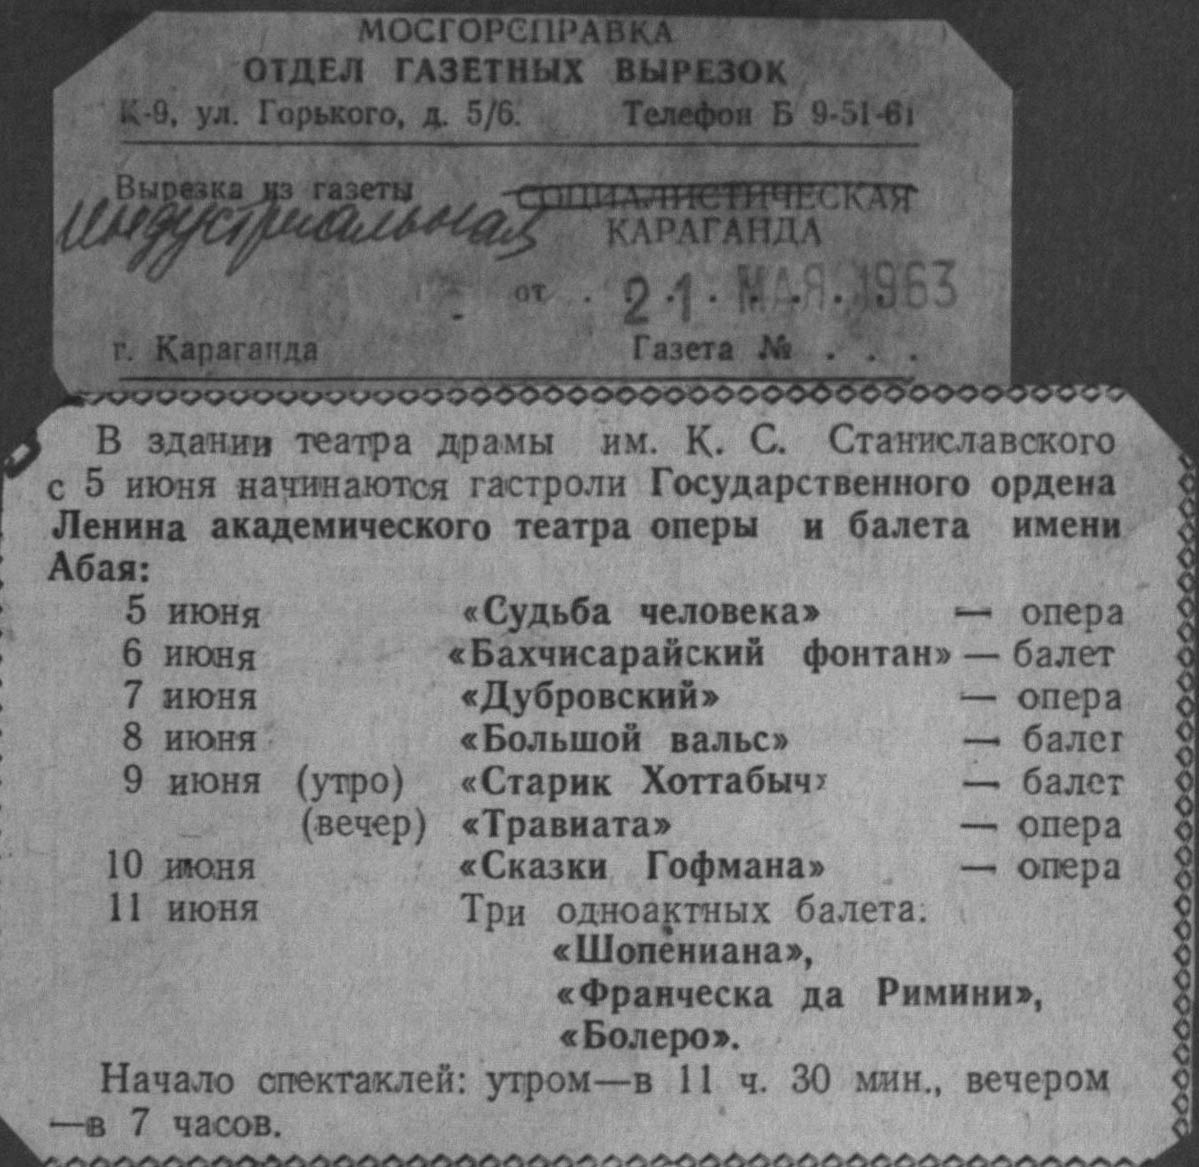 МОСГОРСПРАВКА
ОТДЕЛ ГАЗЕТНЫХ ВЫРЕЗОК
К-9, ул. Горького, д. 5/6. Телефон Б 9-51-61
Вырезка из газеты СОЦИАЛИСТИЧЕСКАЯ
Индустриальная КАРАГАНДА
от . 21 МАЯ 1963
г. Караганда Газета № . . .
В здании театра драмы им. К. С. Станиславского
с 5 июня начинаются гастроли Государственного ордена
Ленина академического театра оперы и балета имени
Абая:
5 июня «Судьба человека» — опера
6 июня «Бахчисарайский фонтан» — балет
7 июня «Дубровский» — опера
8 июня «Большой вальс» — балет
9 июня (утро) «Старик Хоттабыч» — балет
(вечер) «Травиата» — опера
10 июня «Сказки Гофмана» — опера
11 июня Три одноактных балета:
«Шопениана»,
«Франческа да Римини»,
«Болеро».
Начало спектаклей: утром—в 11 ч. 30 мин., вечером
—в 7 часов.